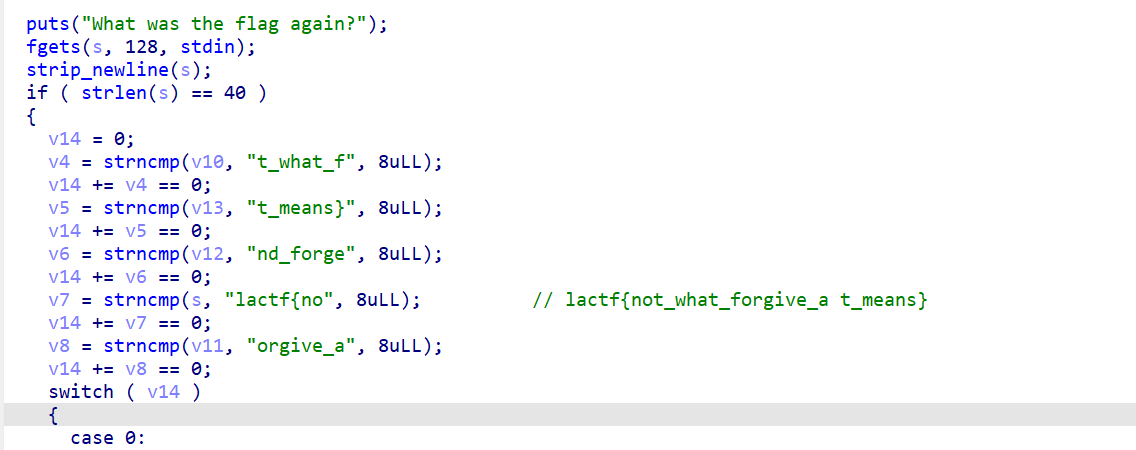 puts("What was the flag again?");
fgets(s, 128, stdin);
strip_newline(s);
if ( strlen(s) == 40 )
{
v14 = 0;
v4 = strncmp(v10, "t_what_f", 8uLL);
v14 += v4 == 0;
v5 = strncmp(v13, "t_means}", 8uLL);
v14 += v5 == 0;
v6 = strncmp(v12, "nd_forge", 8uLL);
v14 += v6 == 0;
v7 = strncmp(s, "lactf{no", 8uLL); // lactf{not_what_forgive_a t_means}
v14 += v7 == 0;
v8 = strncmp(v11, "orgive_a", 8uLL);
v14 += v8 == 0;
switch ( v14 )
{
case 0: